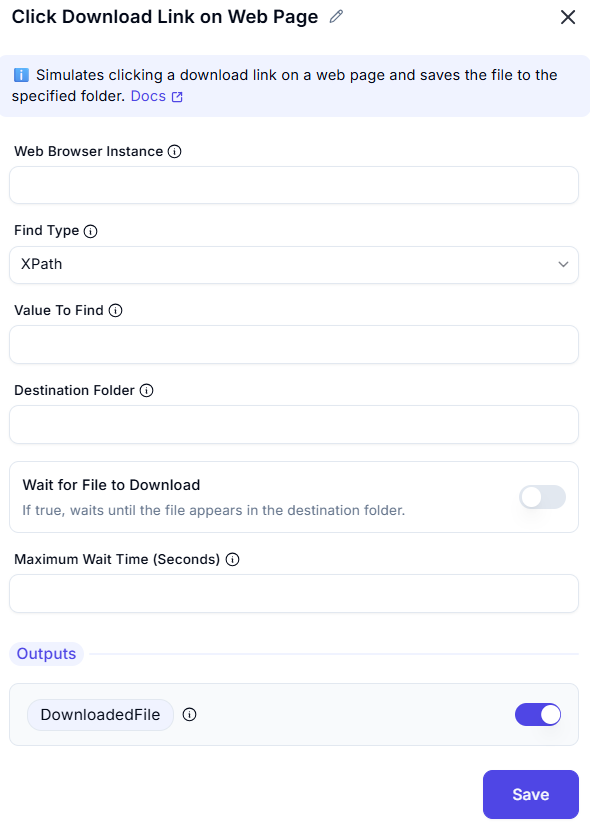 Click Download Link on Web Page
Simulates clicking a download link on a web page and saves the file to the
specified folder. Docs
Web Browser Instance
Find Type
XPath
Value To Find
Destination Folder
Wait for File to Download
If true, waits until the file appears in the destination folder.
Maximum Wait Time (Seconds)
Outputs
DownloadedFile
Save